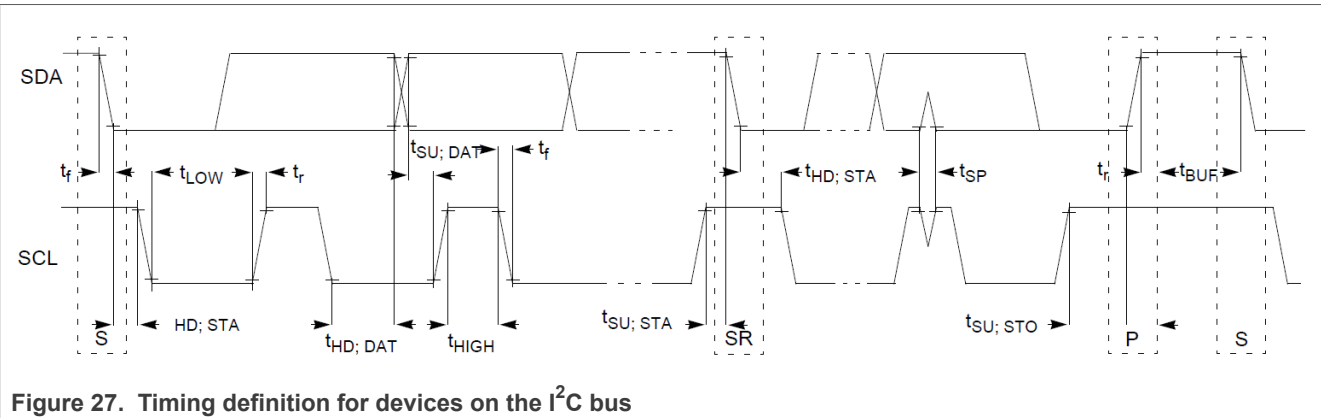 SDA
tSU; DAT
tf
tf
tLOW
tr
tHD; STA
tSP
tr
tBUF
SCL
S
HD; STA
tHD; DAT
tHIGH
tSU; STA
SR
tSU; STO
P
S
Figure 27. Timing definition for devices on the I²C bus